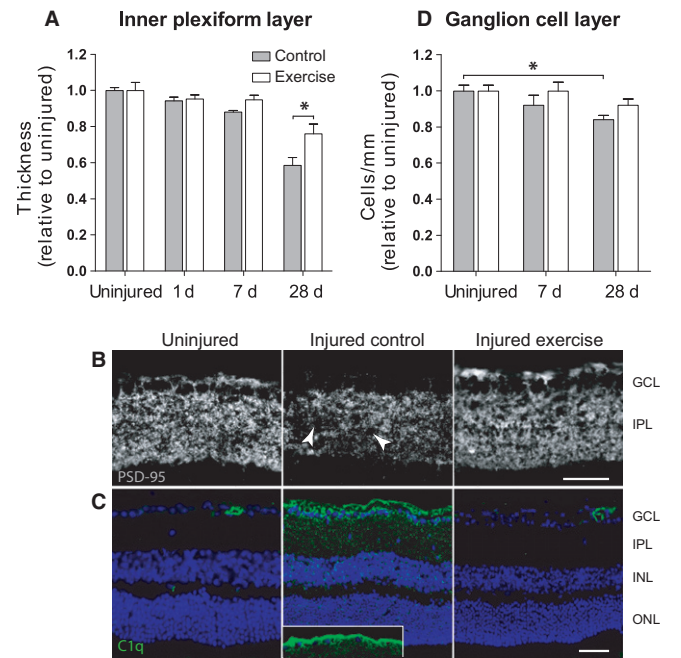 A Inner plexiform layer
Control
Exercise
*
Thickness
(relative to uninjured)
1.2
1.0
0.8
0.6
0.4
0.2
0.0
Uninjured 1 d 7 d 28 d
D Ganglion cell layer
*
Cells/mm
(relative to uninjured)
1.2
1.0
0.8
0.6
0.4
0.2
0.0
Uninjured 7 d 28 d
Uninjured Injured control Injured exercise
B
GCL
IPL
PSD-95
C
GCL
IPL
INL
ONL
C1q